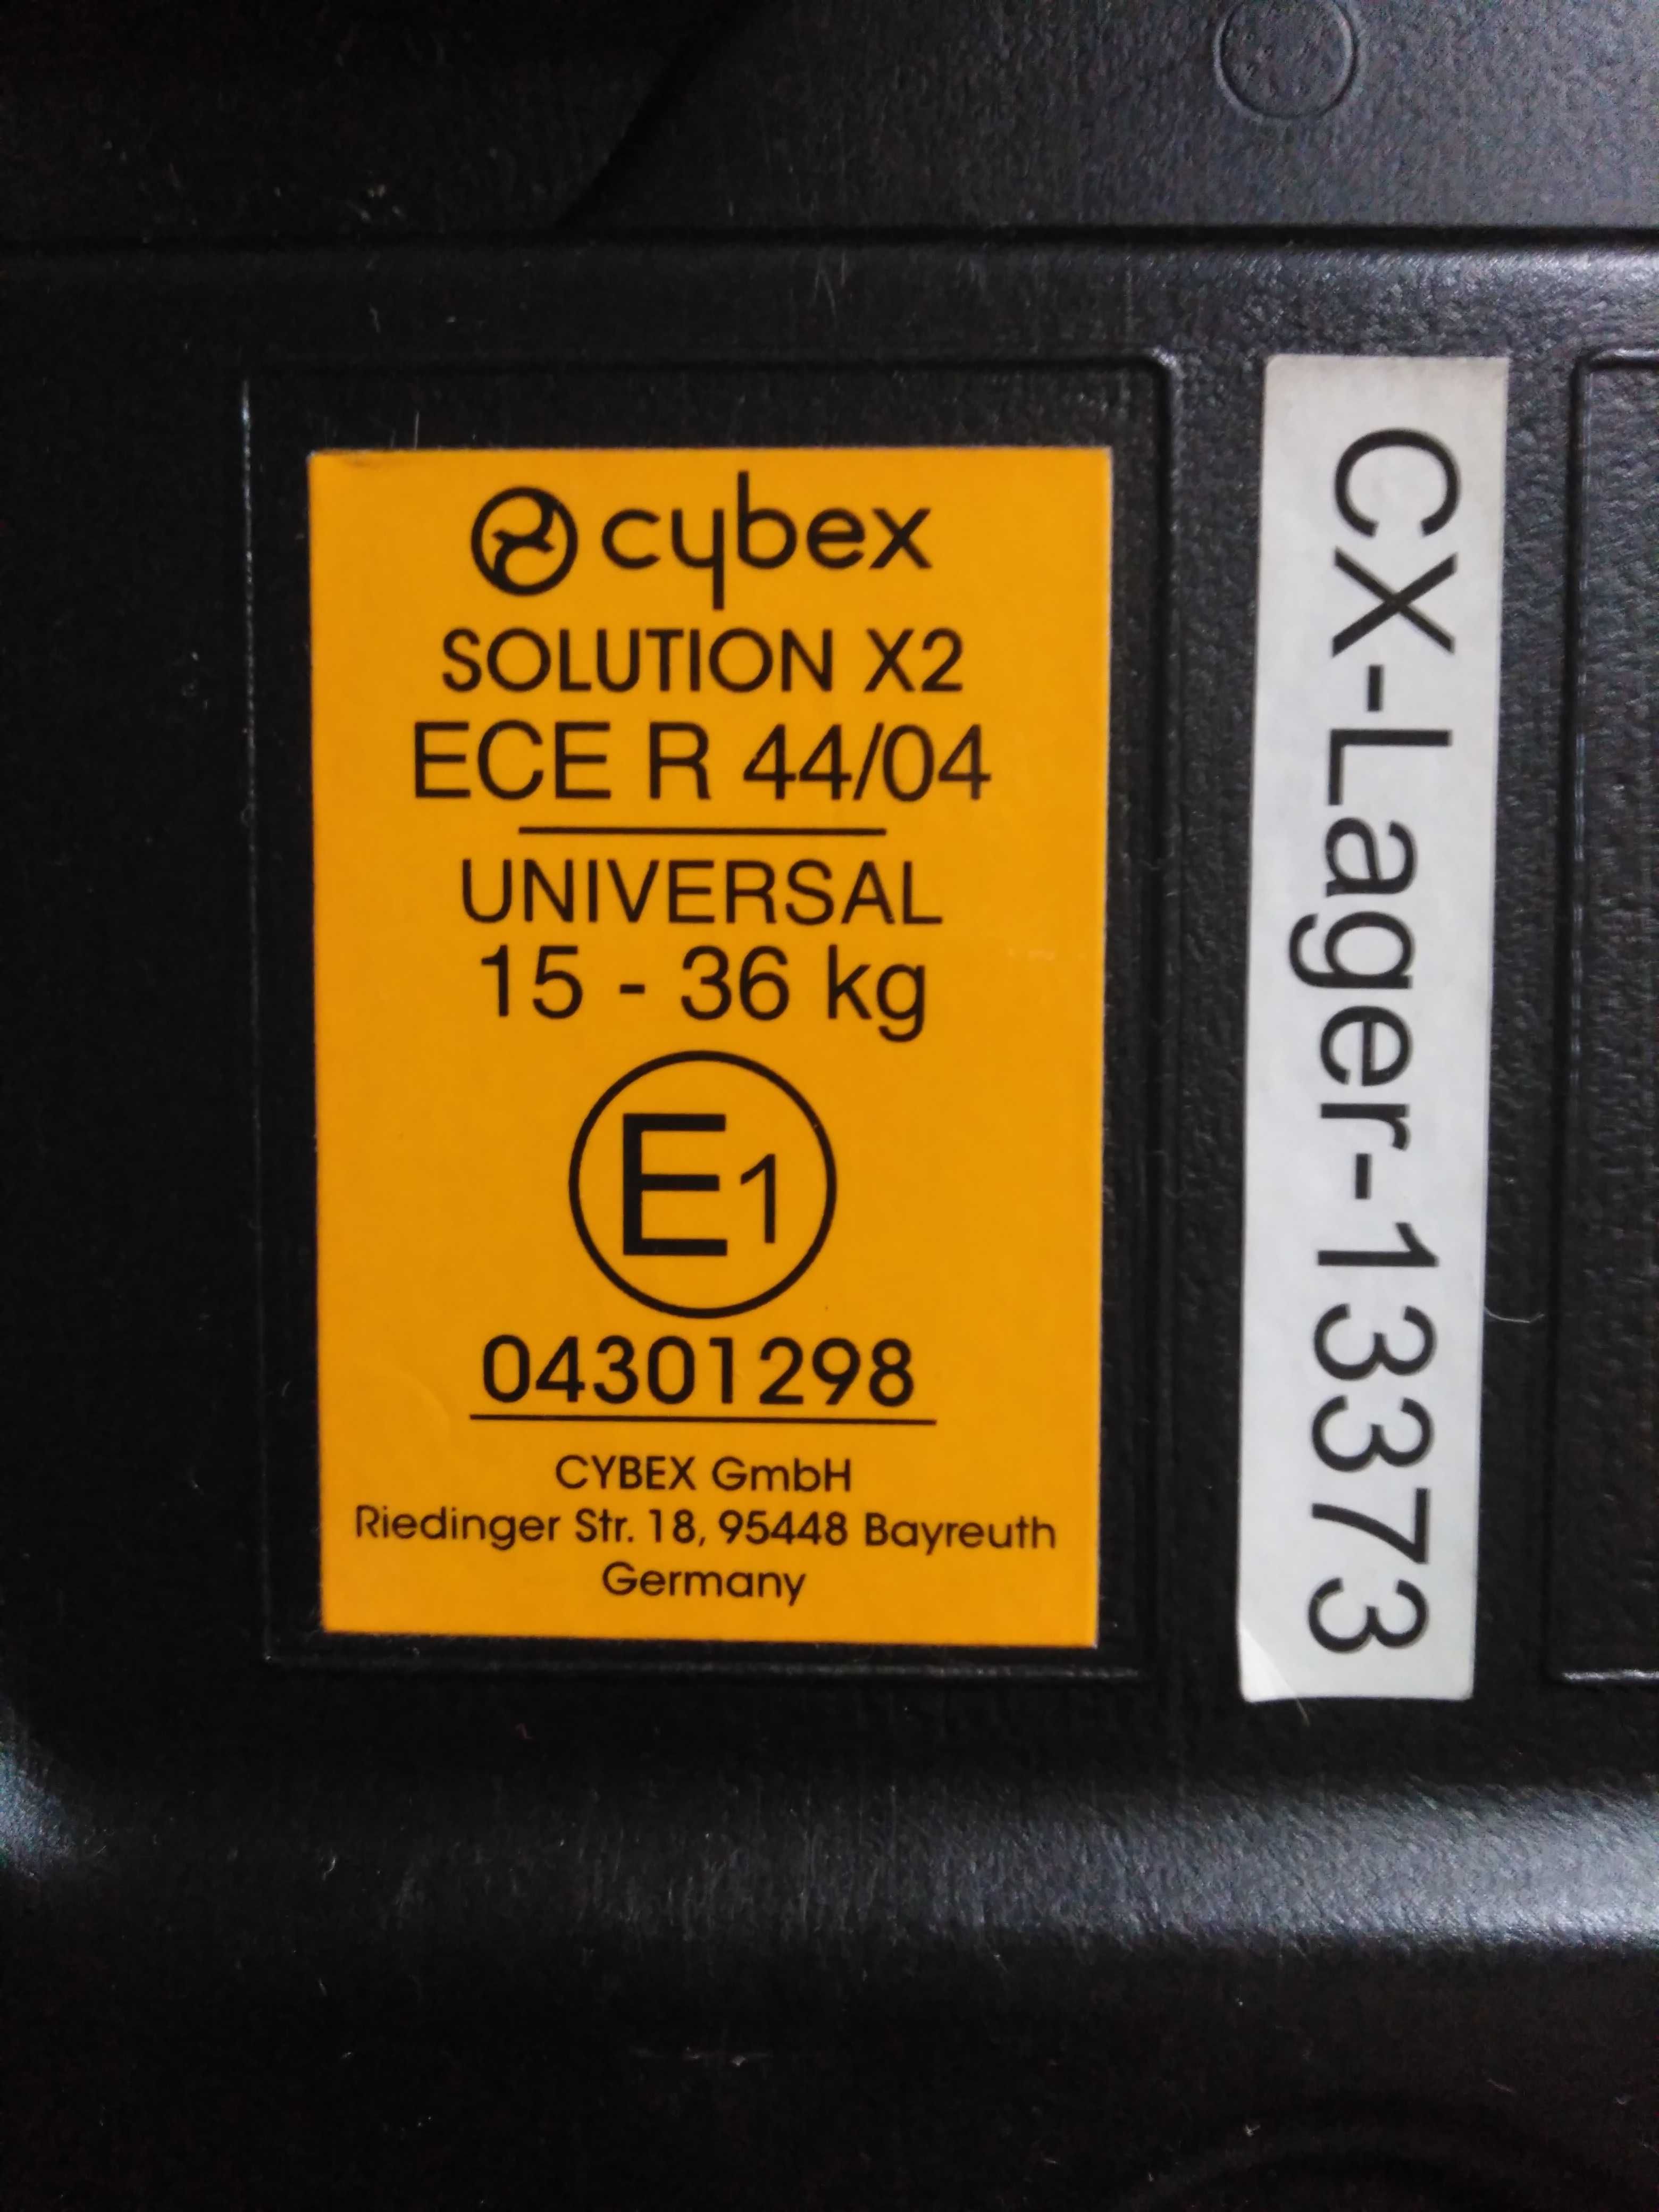 cybex
SOLUTION X2
ECE R 44/04
UNIVERSAL
15 - 36 kg
E1
04301298
CYBEX GmbH
Riedinger Str. 18, 95448 Bayreuth
Germany
CX-Lager-13373